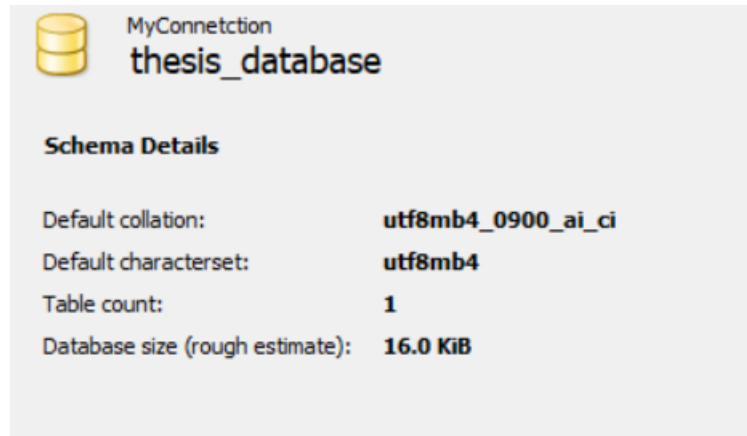 MyConnetction
thesis_database
Schema Details
Default collation: utf8mb4_0900_ai_ci
Default characterset: utf8mb4
Table count: 1
Database size (rough estimate): 16.0 KiB